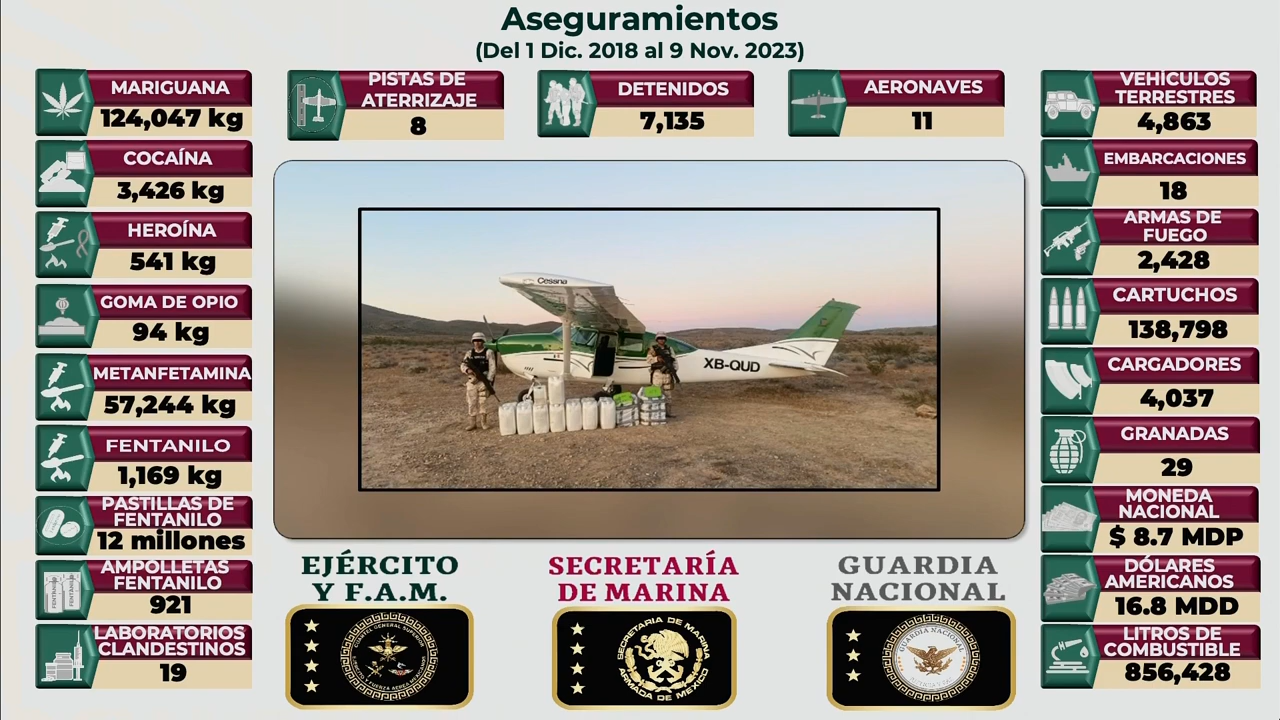 Aseguramientos
(Del 1 Dic. 2018 al 9 Nov. 2023)
MARIGUANA
124,047 kg
COCAÍNA
3,426 kg
HEROÍNA
541 kg
GOMA DE OPIO
94 kg
METANFETAMINA
57,244 kg
FENTANILO
1,169 kg
PASTILLAS DE
FENTANILO
12 millones
AMPOLLETAS
FENTANILO
921
LABORATORIOS
CLANDESTINOS
19
PISTAS DE
ATERRIZAJE
8
DETENIDOS
7,135
AERONAVES
11
Cessna
XB-QUD
EJÉRCITO
Y F.A.M.
SECRETARÍA
DE MARINA
SECRETARIA DE MARINA
ARMADA DE MEXICO
GUARDIA
NACIONAL
GUARDIA NACIONAL
VEHÍCULOS
TERRESTRES
4,863
EMBARCACIONES
18
ARMAS DE
FUEGO
2,428
CARTUCHOS
138,798
CARGADORES
4,037
GRANADAS
29
MONEDA
NACIONAL
$ 8.7 MDP
DÓLARES
AMERICANOS
16.8 MDD
LITROS DE
COMBUSTIBLE
856,428